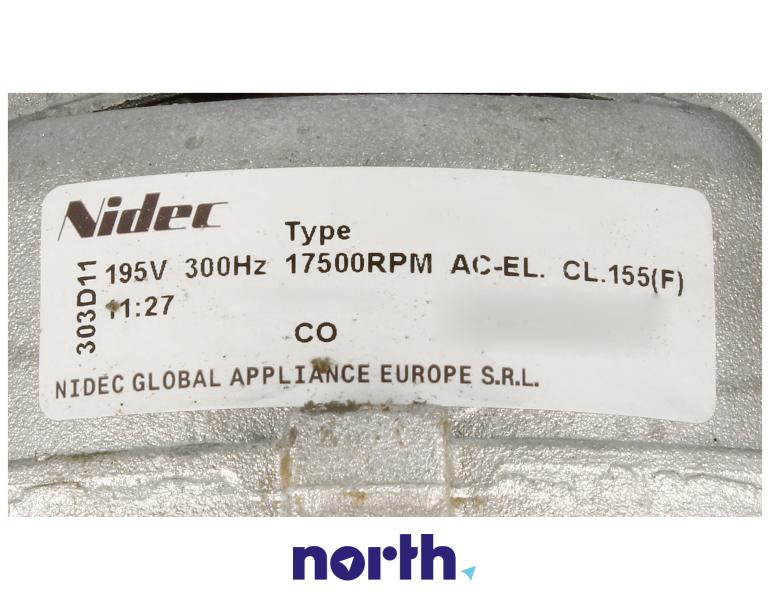 Nidec
Type
303D11
195V 300Hz 17500RPM AC-EL. CL.155(F)
11:27
CO
NIDEC GLOBAL APPLIANCE EUROPE S.R.L.
north